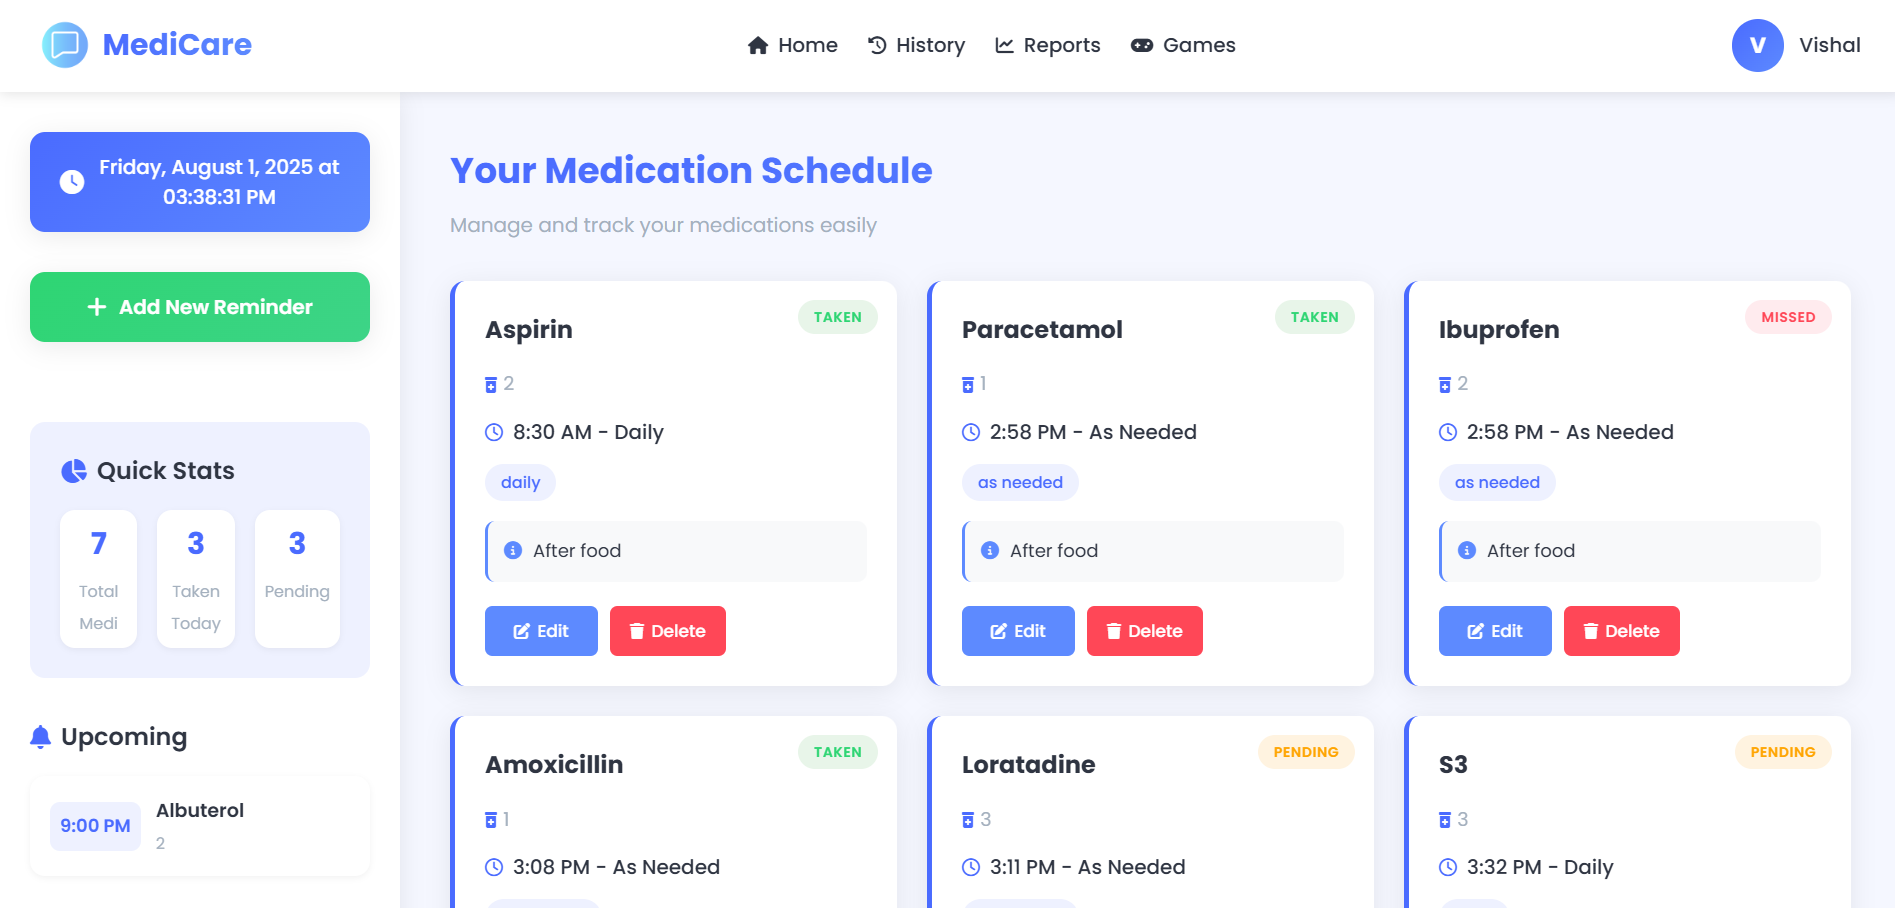 MediCare
Home
History
Reports
Games
V
Vishal
Friday, August 1, 2025 at
03:38:31 PM
Add New Reminder
Quick Stats
7
Total
Medi
3
Taken
Today
3
Pending
Upcoming
9:00 PM
Albuterol
2
Your Medication Schedule
Manage and track your medications easily
Aspirin
TAKEN
2
8:30 AM - Daily
daily
After food
Edit
Delete
Paracetamol
TAKEN
1
2:58 PM - As Needed
as needed
After food
Edit
Delete
Ibuprofen
MISSED
2
2:58 PM - As Needed
as needed
After food
Edit
Delete
Amoxicillin
TAKEN
1
3:08 PM - As Needed
Loratadine
PENDING
3
3:11 PM - As Needed
S3
PENDING
3
3:32 PM - Daily